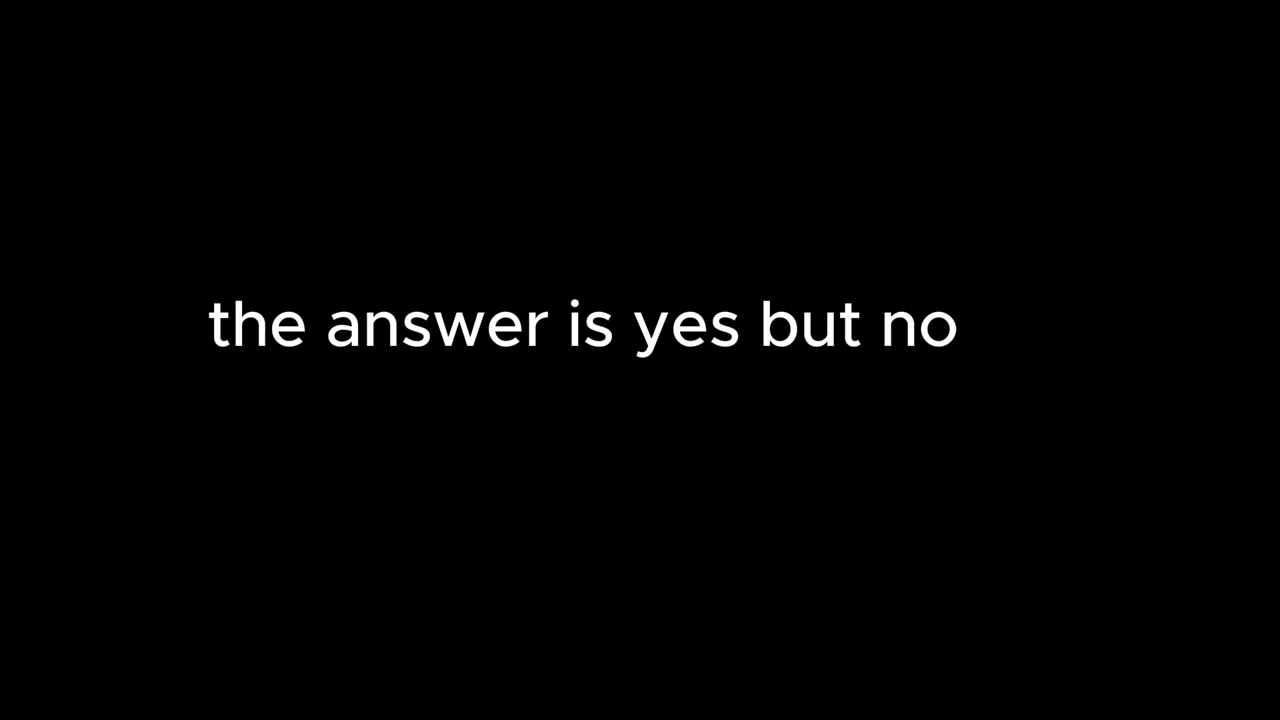 the answer is yes but no